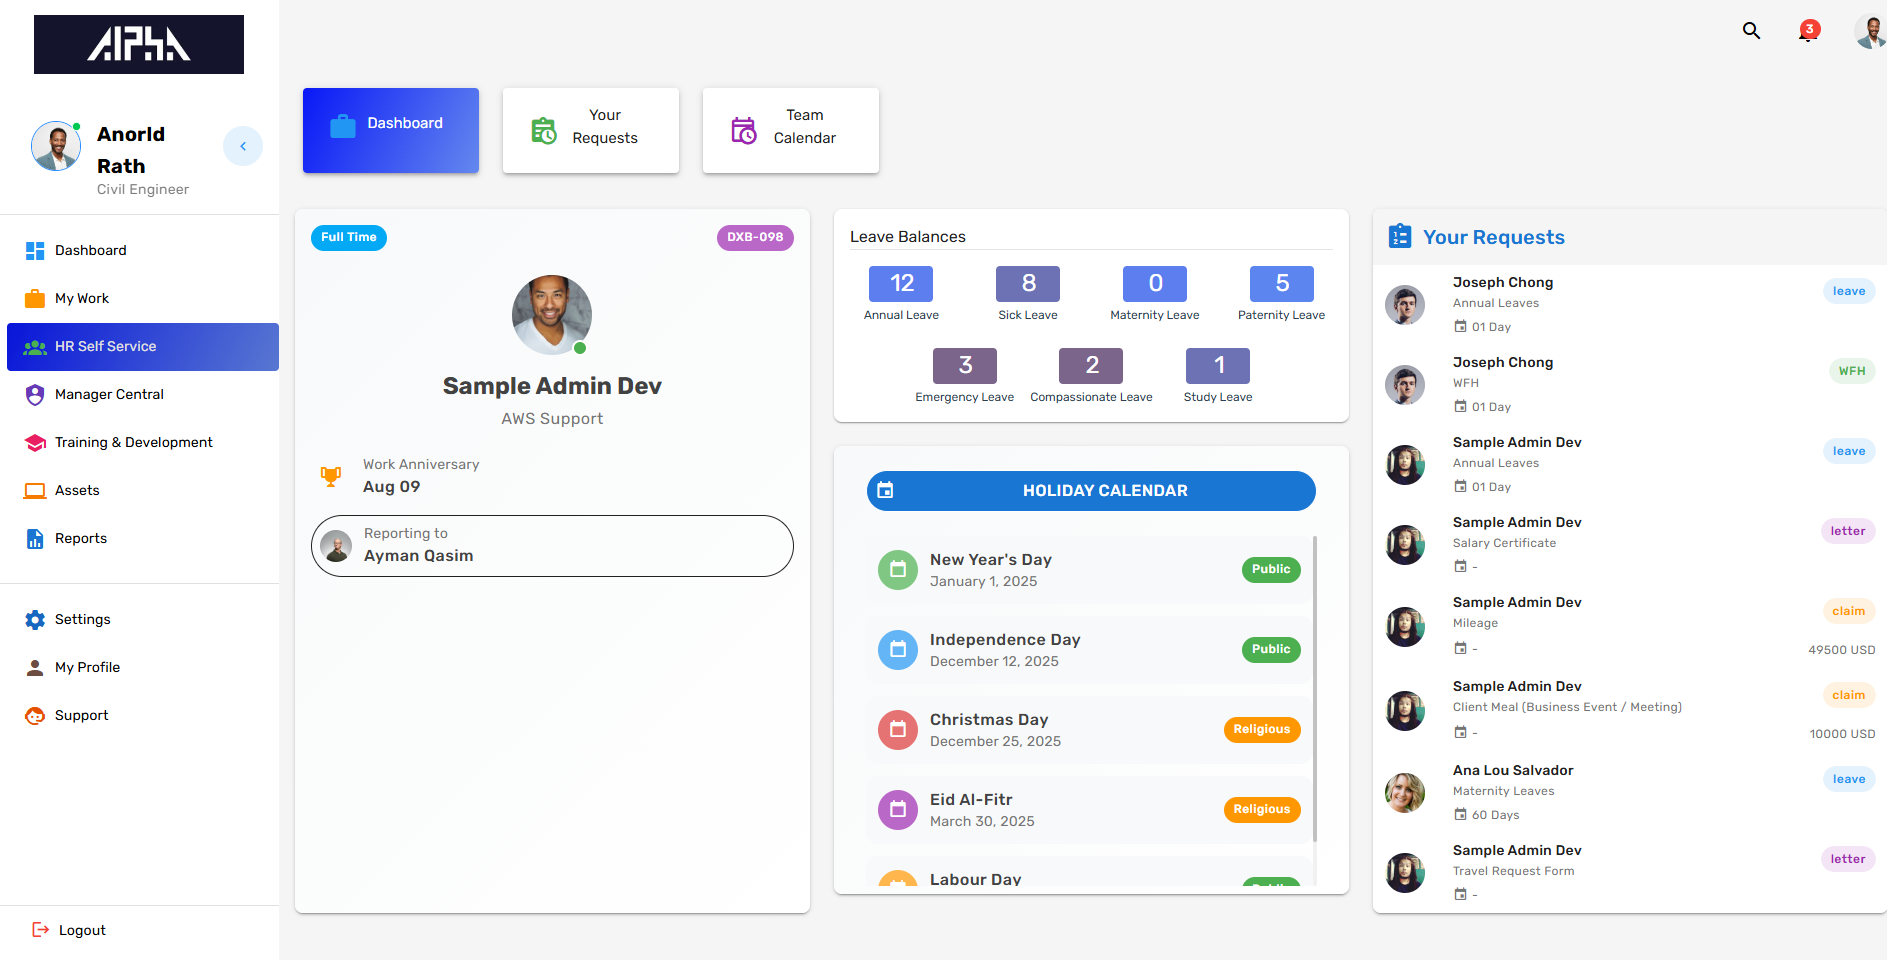 AlPhA
3
Anorld
Rath
Civil Engineer
Dashboard
My Work
HR Self Service
Manager Central
Training & Development
Assets
Reports
Settings
My Profile
Support
Logout
Dashboard
Your
Requests
Team
Calendar
Full Time
DXB-098
Sample Admin Dev
AWS Support
Work Anniversary
Aug 09
Reporting to
Ayman Qasim
Leave Balances
12
8
0
5
Annual Leave
Sick Leave
Maternity Leave
Paternity Leave
3
2
1
Emergency Leave
Compassionate Leave
Study Leave
HOLIDAY CALENDAR
New Year's Day
January 1, 2025
Public
Independence Day
December 12, 2025
Public
Christmas Day
December 25, 2025
Religious
Eid Al-Fitr
March 30, 2025
Religious
Labour Day
Public
Your Requests
Joseph Chong
Annual Leaves
01 Day
leave
Joseph Chong
WFH
01 Day
WFH
Sample Admin Dev
Annual Leaves
01 Day
leave
Sample Admin Dev
Salary Certificate
-
letter
Sample Admin Dev
Mileage
-
claim
49500 USD
Sample Admin Dev
Client Meal (Business Event / Meeting)
-
claim
10000 USD
Ana Lou Salvador
Maternity Leaves
60 Days
leave
Sample Admin Dev
Travel Request Form
-
letter